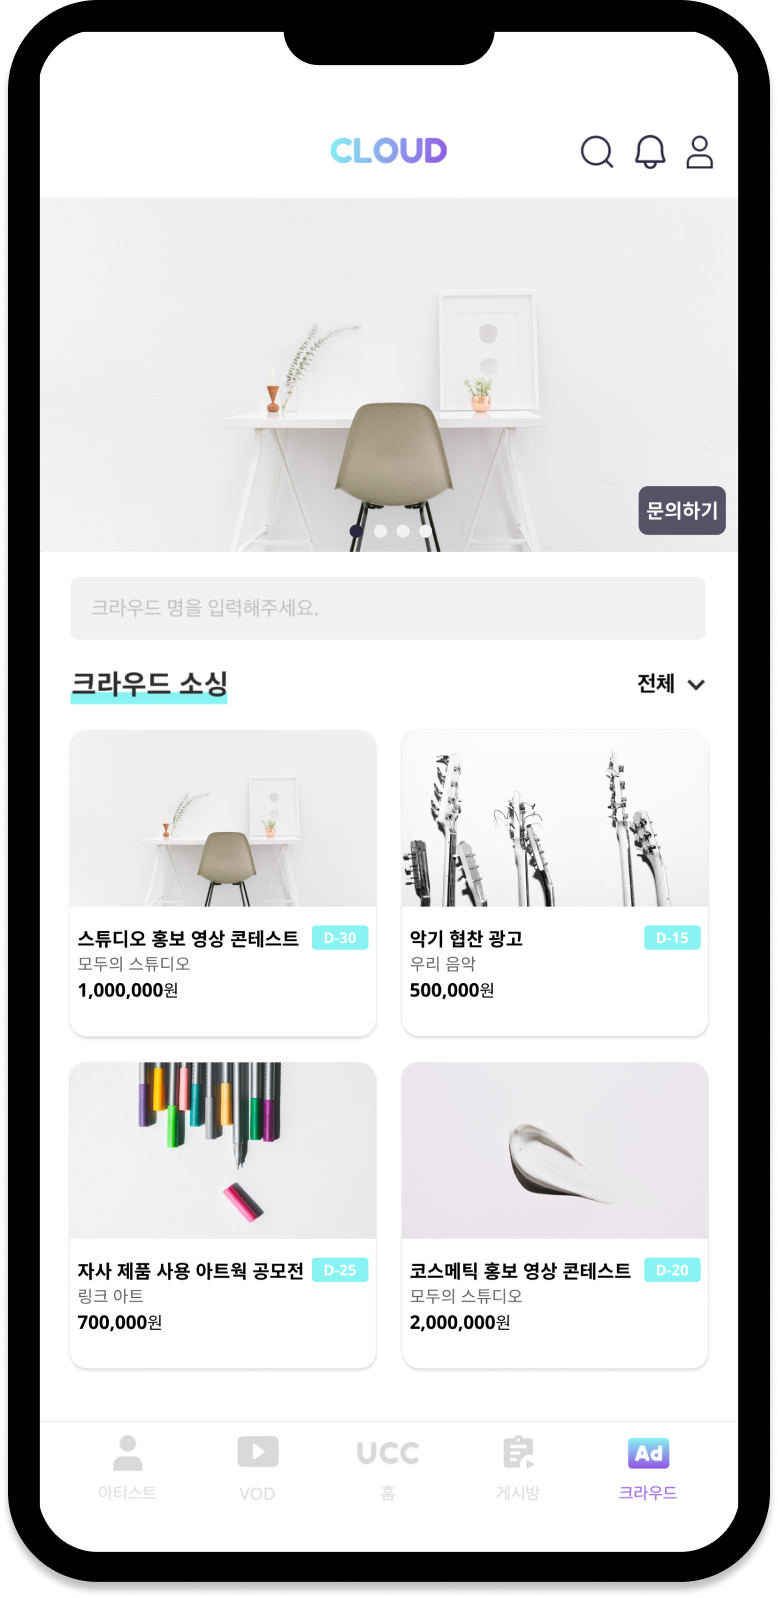 CLOUD
문의하기
크라우드 명을 입력해주세요.
크라우드 소싱
전체
스튜디오 홍보 영상 콘테스트
D-30
모두의 스튜디오
1,000,000원
악기 협찬 광고
D-15
우리 음악
500,000원
자사 제품 사용 아트웍 공모전
D-25
링크 아트
700,000원
코스메틱 홍보 영상 콘테스트
D-20
모두의 스튜디오
2,000,000원
UCC
Ad
아티스트
VOD
홈
게시방
크라우드